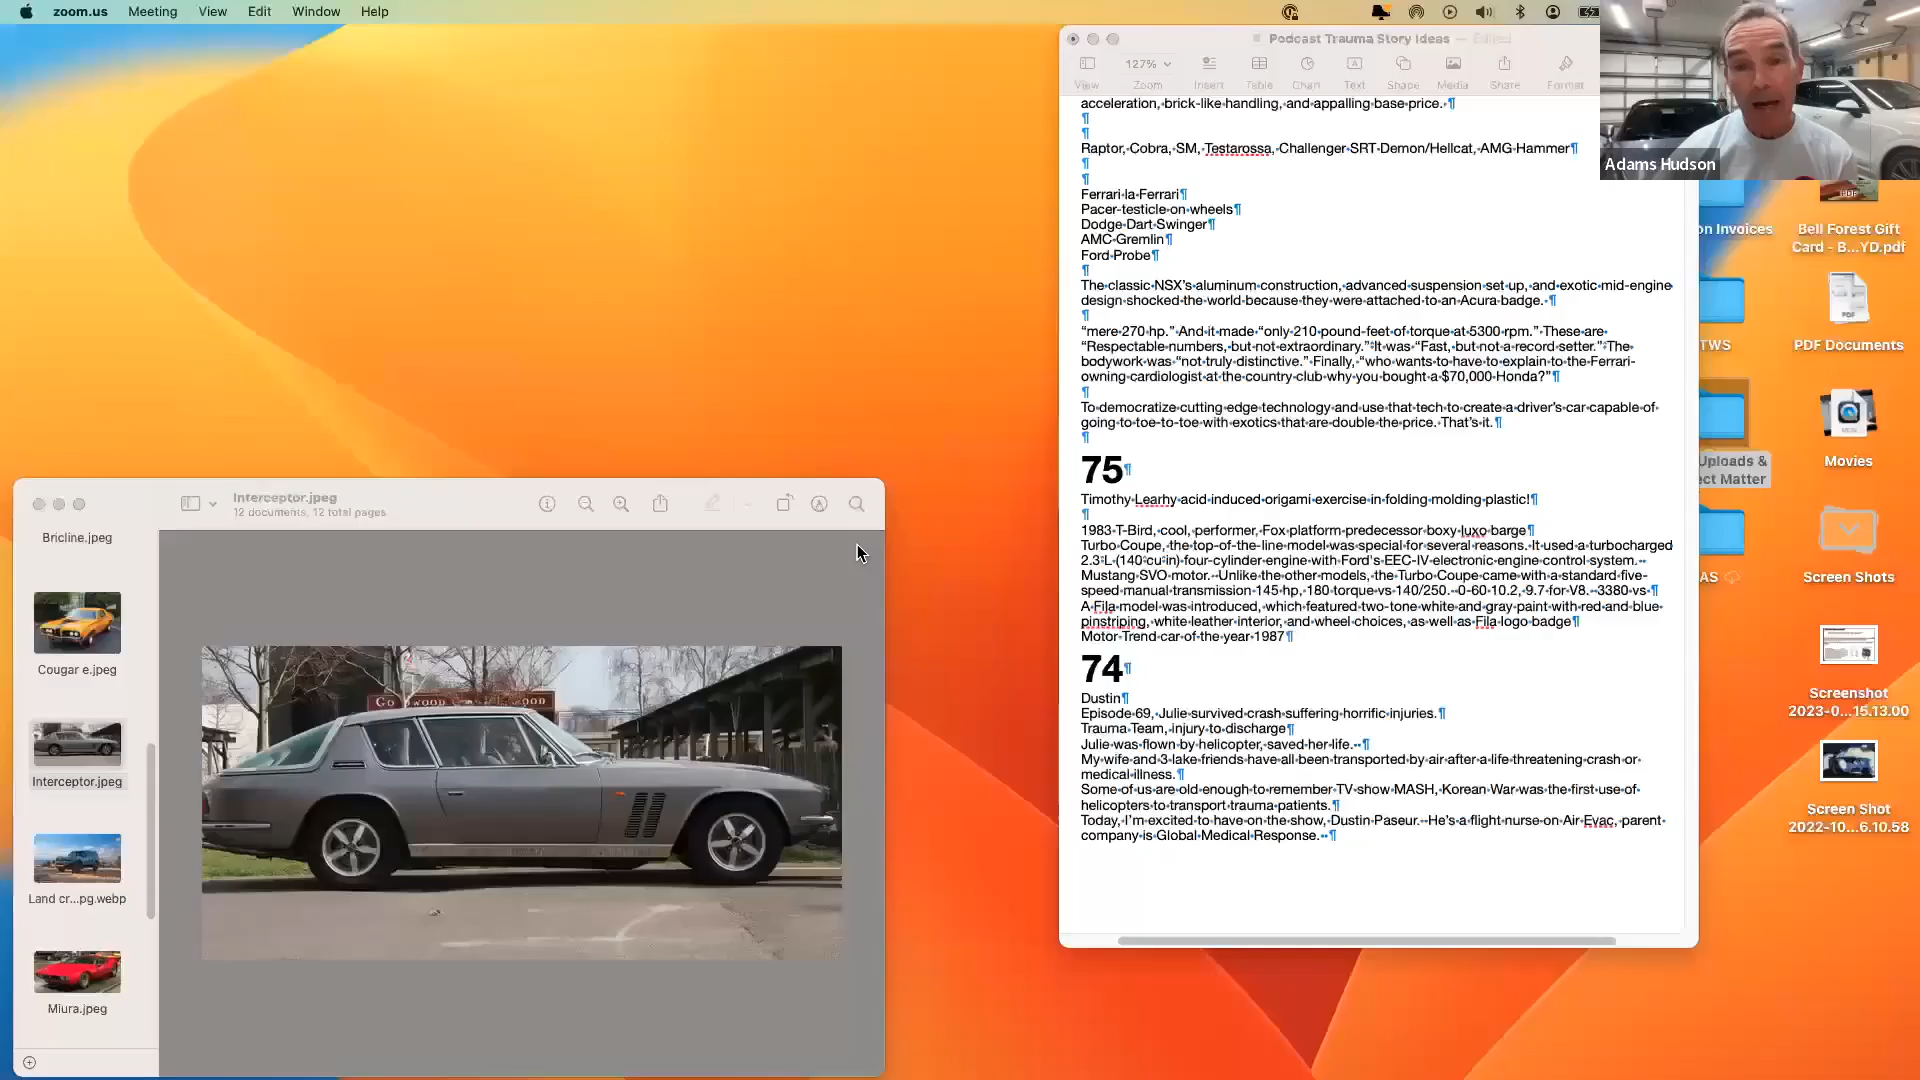 zoom.us Meeting View Edit Window Help
Podcast Trauma Story Ideas — Edited
127%
View Zoom Insert Table Chart Text Shape Media Share Format
acceleration, brick-like handling, and appalling base price. ¶
¶
¶
Raptor, Cobra, SM, Testarossa, Challenger SRT Demon/Hellcat, AMG Hammer¶
¶
¶
Ferrari la Ferrari¶
Pacer-testicle on wheels¶
Dodge Dart Swinger¶
AMC Gremlin¶
Ford Probe¶
¶
The classic NSX's aluminum construction, advanced suspension set up, and exotic mid-engine
design shocked the world because they were attached to an Acura badge. ¶
¶
“mere 270 hp.” And it made “only 210 pound-feet of torque at 5300 rpm.” These are
“Respectable numbers, but not extraordinary.” It was “Fast, but not a record setter.” The
bodywork was “not truly distinctive.” Finally, “who wants to have to explain to the Ferrari-
owning cardiologist at the country club why you bought a $70,000 Honda?”¶
¶
To democratize cutting edge technology and use that tech to create a driver's car capable of
going to toe-to-toe with exotics that are double the price. That's it.¶
¶
75¶
Timothy Learhy acid induced origami exercise in folding molding plastic!¶
¶
1983 T-Bird, cool, performer, Fox platform predecessor boxy luxo barge¶
Turbo Coupe, the top-of-the-line model was special for several reasons. It used a turbocharged
2.3 L (140 cu in) four-cylinder engine with Ford's EEC-IV electronic engine control system.
Mustang SVO motor. Unlike the other models, the Turbo Coupe came with a standard five-
speed manual transmission 145 hp, 180 torque vs 140/250. 0-60 10.2, 9.7 for V8. 3380 vs ¶
A Fila model was introduced, which featured two-tone white and gray paint with red and blue
pinstriping, white leather interior, and wheel choices, as well as Fila logo badge¶
Motor Trend car of the year 1987¶
74¶
Dustin¶
Episode 69, Julie survived crash suffering horrific injuries.¶
Trauma Team, injury to discharge¶
Julie was flown by helicopter, saved her life. ¶
My wife and 3 lake friends have all been transported by air after a life threatening crash or
medical illness.¶
Some of us are old enough to remember TV show MASH, Korean War was the first use of
helicopters to transport trauma patients.¶
Today, I'm excited to have on the show, Dustin Paseur. He's a flight nurse on Air Evac, parent
company is Global Medical Response. ¶
Adams Hudson
on Invoices
Bell Forest Gift
Card - B...YD.pdf
PDF
TWS
PDF Documents
Uploads &
ect Matter
Movies
AS
Screen Shots
Screenshot
2023-0...15.13.00
Screen Shot
2022-10...6.10.58
Interceptor.jpeg
12 documents, 12 total pages
Bricline.jpeg
Cougar e.jpeg
Interceptor.jpeg
Land cr...pg.webp
Miura.jpeg